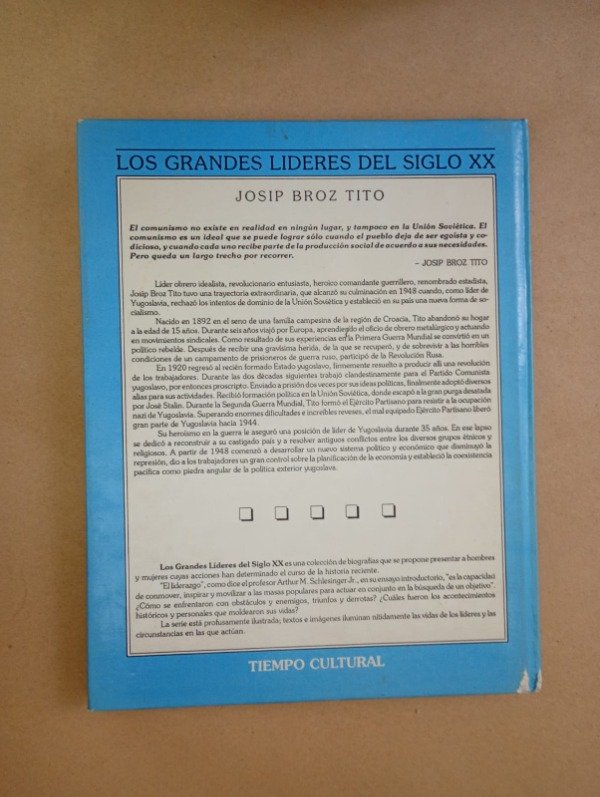 LOS GRANDES LIDERES DEL SIGLO XX
JOSIP BROZ TITO
El comunismo no existe en realidad en ningún lugar, y tampoco en la Unión Soviética. El
comunismo es un ideal que se puede lograr sólo cuando el pueblo deja de ser egoísta y co-
dicioso, y cuando cada uno recibe parte de la producción social de acuerdo a sus necesidades.
Pero queda un largo trecho por recorrer.
– JOSIP BROZ TITO
Líder obrero idealista, revolucionario entusiasta, heroico comandante guerrillero, renombrado estadista,
Josip Broz Tito tuvo una trayectoria extraordinaria, que alcanzó su culminación en 1948 cuando, como líder de
Yugoslavia, rechazó los intentos de dominio de la Unión Soviética y estableció en su país una nueva forma de so-
cialismo.
Nacido en 1892 en el seno de una familia campesina de la región de Croacia, Tito abandonó su hogar
a la edad de 15 años. Durante seis años viajó por Europa, aprendiendo el oficio de obrero metalúrgico y actuando
en movimientos sindicales. Como resultado de sus experiencias en la Primera Guerra Mundial se convirtió en un
político rebelde. Después de recibir una gravísima herida, de la que se recuperó, y de sobrevivir a las horribles
condiciones de un campamento de prisioneros de guerra ruso, participó de la Revolución Rusa.
En 1920 regresó al recién formado Estado yugoslavo, firmemente resuelto a producir allí una revolución
de los trabajadores. Durante las dos décadas siguientes trabajó clandestinamente para el Partido Comunista
yugoslavo, por entonces proscripto. Enviado a prisión dos veces por sus ideas políticas, finalmente adoptó diversos
alias para sus actividades. Recibió formación política en la Unión Soviética, donde escapó a la gran purga desatada
por José Stalin. Durante la Segunda Guerra Mundial, Tito formó el Ejército Partisano para resistir a la ocupación
nazi de Yugoslavia. Superando enormes dificultades e increíbles reveses, el mal equipado Ejército Partisano liberó
gran parte de Yugoslavia hacia 1944.
Su heroísmo en la guerra le aseguró una posición de líder de Yugoslavia durante 35 años. En ese lapso
se dedicó a reconstruir a su castigado país y a resolver antiguos conflictos entre los diversos grupos étnicos y
religiosos. A partir de 1948 comenzó a desarrollar un nuevo sistema político y económico que disminuyó la
represión, dio a los trabajadores un gran control sobre la planificación de la economía y estableció la coexistencia
pacífica como piedra angular de la política exterior yugoslava.
Los Grandes Líderes del Siglo XX es una colección de biografías que se propone presentar a hombres
y mujeres cuyas acciones han determinado el curso de la historia reciente.
"El liderazgo", como dice el profesor Arthur M. Schlesinger Jr., en su ensayo introductorio, "es la capacidad
de conmover, inspirar y movilizar a las masas populares para actuar en conjunto en la búsqueda de un objetivo".
¿Cómo se enfrentaron con obstáculos y enemigos, triunfos y derrotas? ¿Cuáles fueron los acontecimientos
históricos y personales que moldearon sus vidas?
La serie está profusamente ilustrada; textos e imágenes iluminan nítidamente las vidas de los líderes y las
circunstancias en las que actúan.
TIEMPO CULTURAL